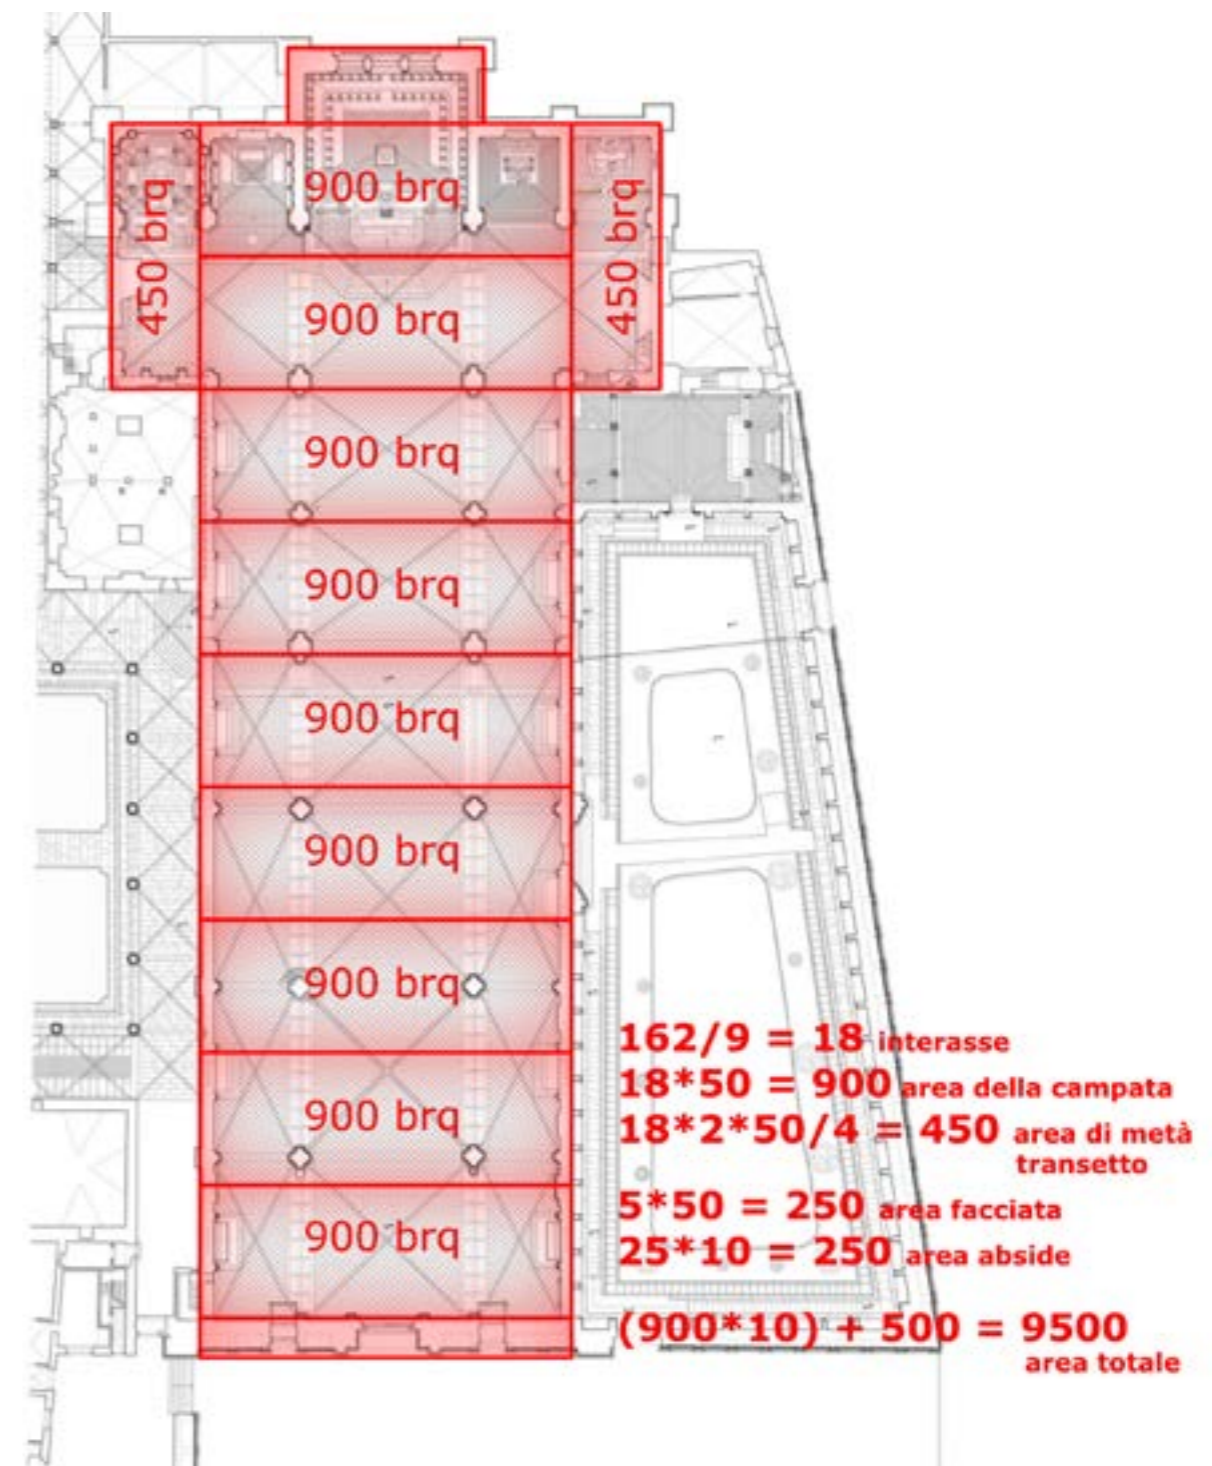 900 brq
450 brq
450 brq
900 brq
900 brq
900 brq
900 brq
900 brq
900 brq
900 brq
900 brq
162/9 = 18 interasse
18*50 = 900 area della campata
18*2*50/4 = 450 area di metà
transetto
5*50 = 250 area facciata
25*10 = 250 area abside
(900*10) + 500 = 9500
area totale